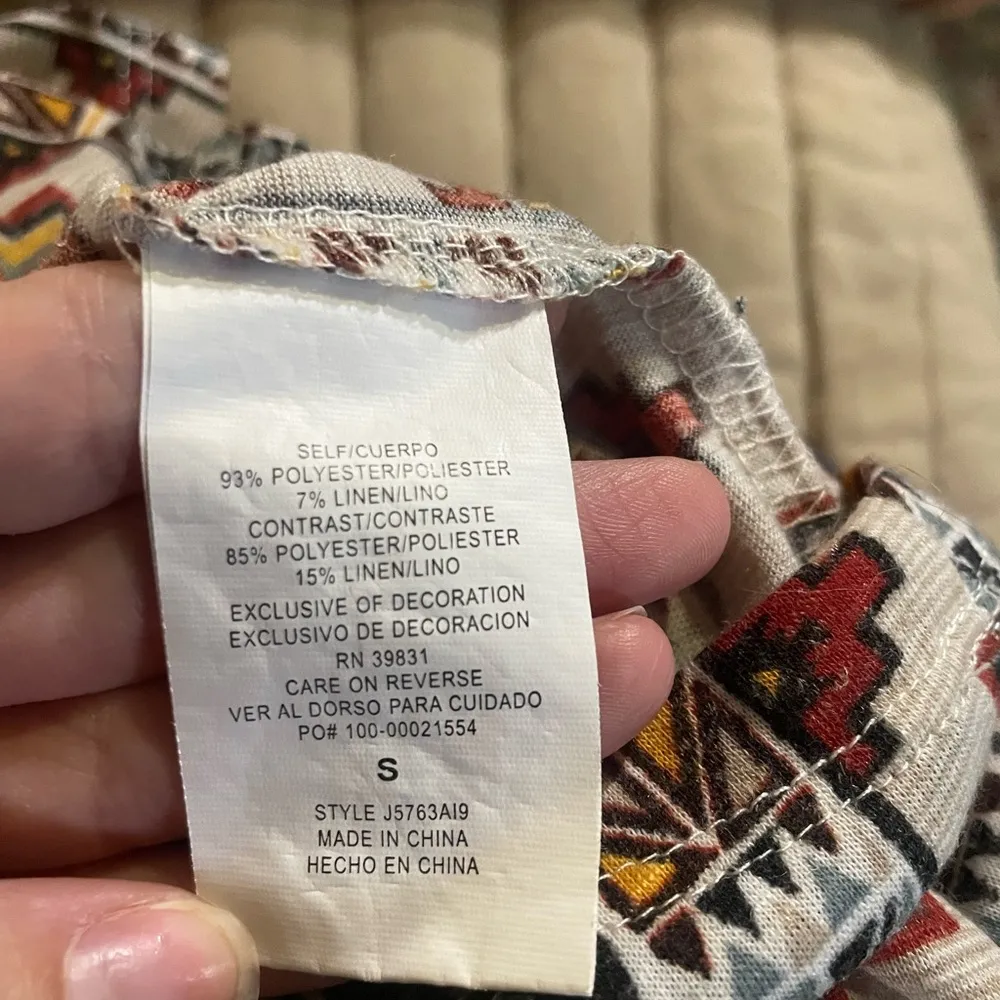 SELF/CUERPO
93% POLYESTER/POLIESTER
7% LINEN/LINO
CONTRAST/CONTRASTE
85% POLYESTER/POLIESTER
15% LINEN/LINO
EXCLUSIVE OF DECORATION
EXCLUSIVO DE DECORACION
RN 39831
CARE ON REVERSE
VER AL DORSO PARA CUIDADO
PO# 100-00021554
S
STYLE J5763AI9
MADE IN CHINA
HECHO EN CHINA